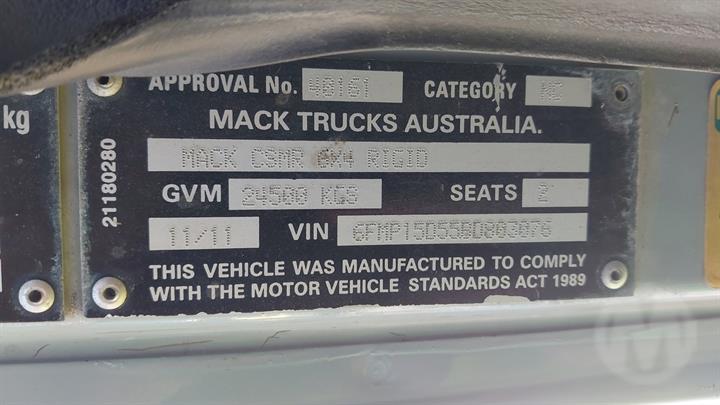 APPROVAL No. 40161 CATEGORY NC
kg
MACK TRUCKS AUSTRALIA.
MACK CSMR 6X4 RIGID
21180280
GVM 24500 KGS SEATS 2
11/11 VIN 6FMP15D55BD803076
THIS VEHICLE WAS MANUFACTURED TO COMPLY
WITH THE MOTOR VEHICLE STANDARDS ACT 1989